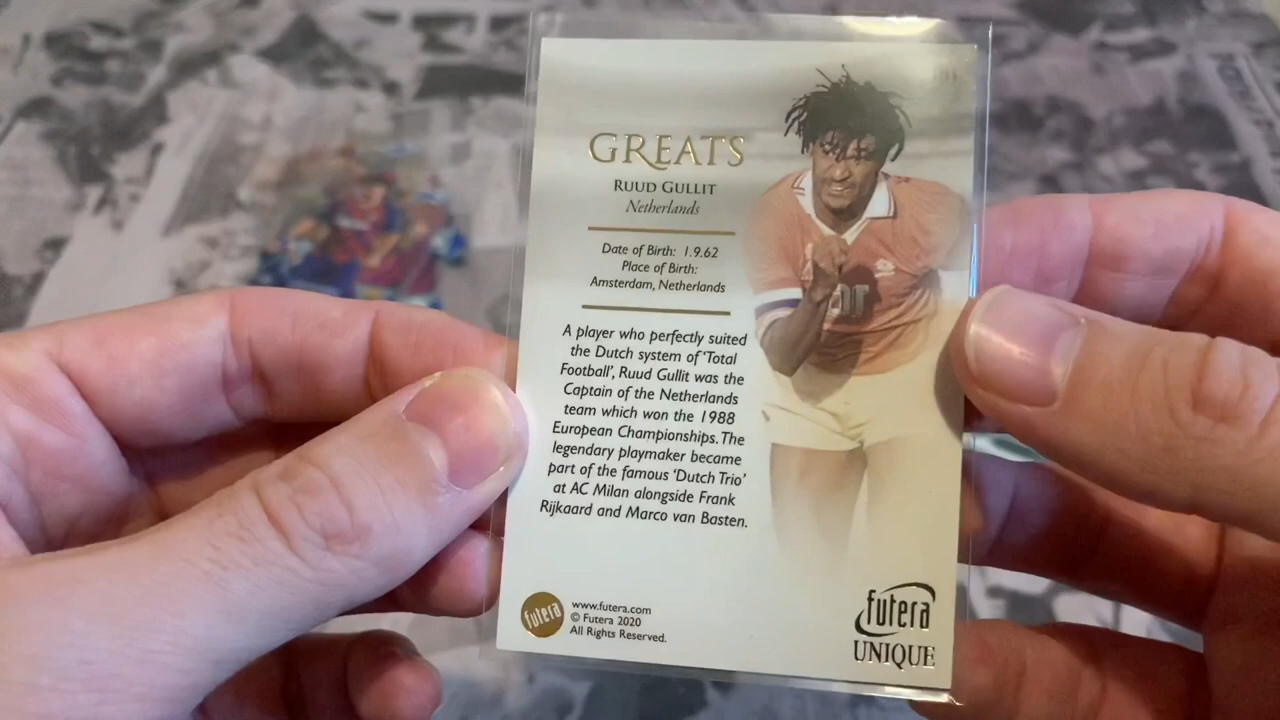 GREATS
RUUD GULLIT
Netherlands
Date of Birth: 1.9.62
Place of Birth:
Amsterdam, Netherlands
A player who perfectly suited
the Dutch system of ‘Total
Football’, Ruud Gullit was the
Captain of the Netherlands
team which won the 1988
European Championships. The
legendary playmaker became
part of the famous ‘Dutch Trio’
at AC Milan alongside Frank
Rijkaard and Marco van Basten.
futera
www.futera.com
© Futera 2020
All Rights Reserved.
futera
UNIQUE